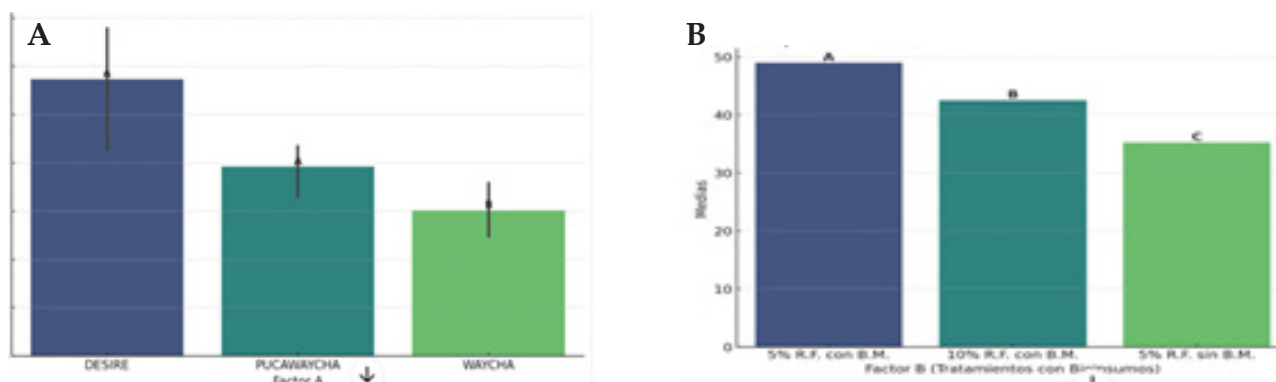 A
A
A
B
DESIRE PUCAWAYCHA WAYCHA
Factor A
B
50
40
30
20
10
0
Medias
A
B
C
5% R.F. con B.M. 10% R.F. con B.M. 5% R.F. sin B.M.
Factor B (Tratamientos con Bioinsumos)